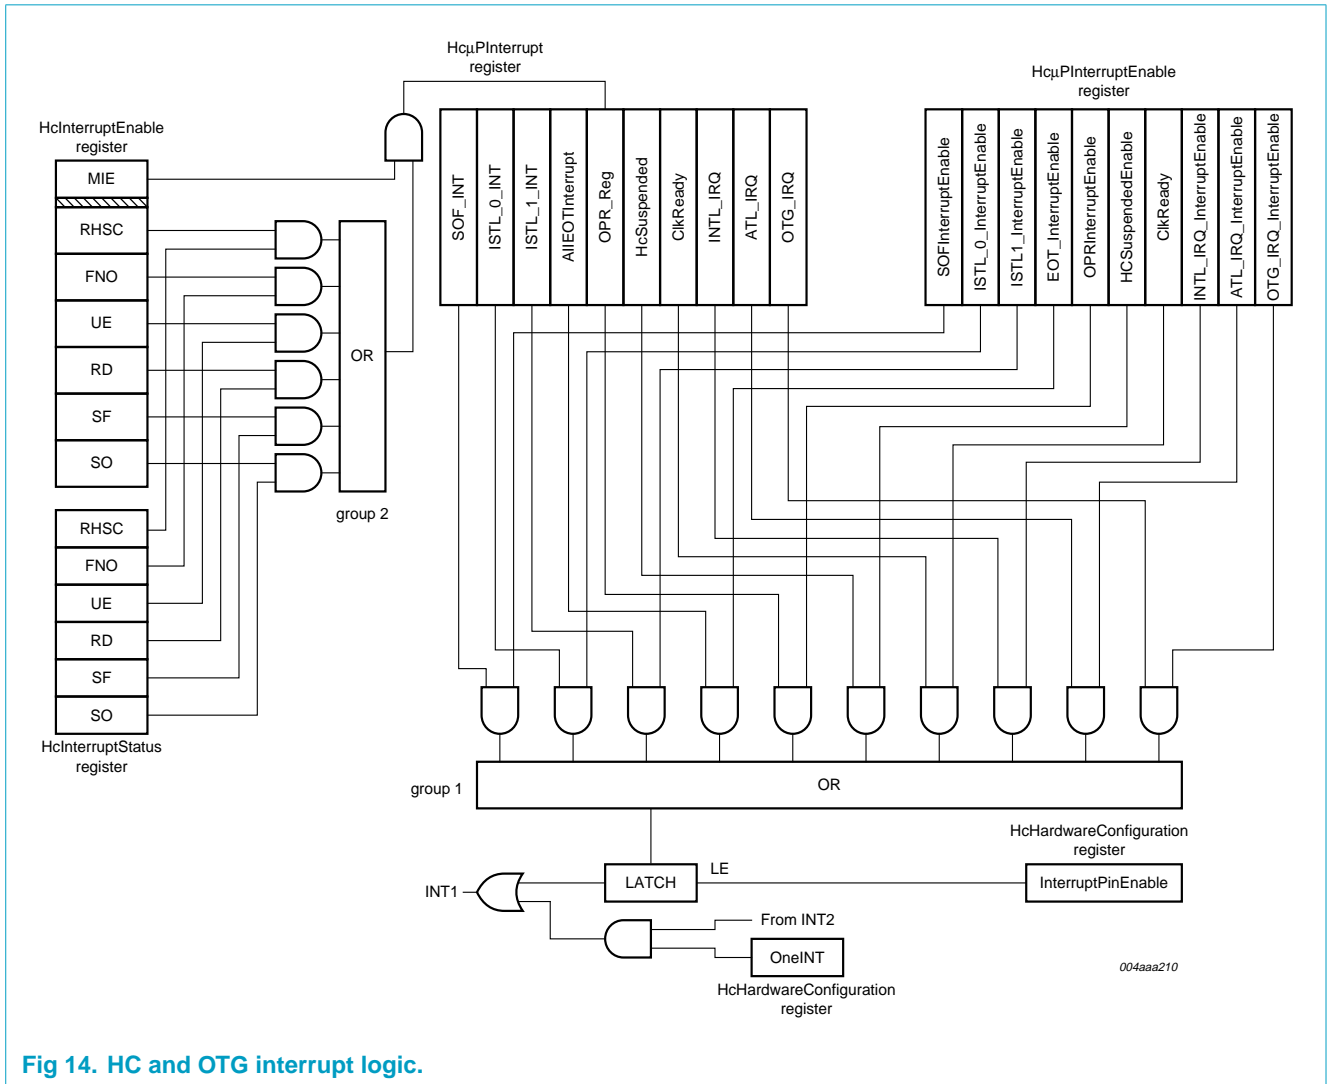 HcµPInterrupt
register
HcµPInterruptEnable
register
HcInterruptEnable
register
MIE
RHSC
FNO
UE
RD
SF
SO
OR
group 2
RHSC
FNO
UE
RD
SF
SO
HcInterruptStatus
register
SOF_INT
ISTL_0_INT
ISTL_1_INT
AllEOTInterrupt
OPR_Reg
HcSuspended
ClkReady
INTL_IRQ
ATL_IRQ
OTG_IRQ
SOFInterruptEnable
ISTL_0_InterruptEnable
ISTL1_InterruptEnable
EOT_InterruptEnable
OPRInterruptEnable
HCSuspendedEnable
ClkReady
INTL_IRQ_InterruptEnable
ATL_IRQ_InterruptEnable
OTG_IRQ_InterruptEnable
group 1
OR
HcHardwareConfiguration
register
LATCH
LE
InterruptPinEnable
INT1
From INT2
OneINT
HcHardwareConfiguration
register
004aaa210
Fig 14. HC and OTG interrupt logic.